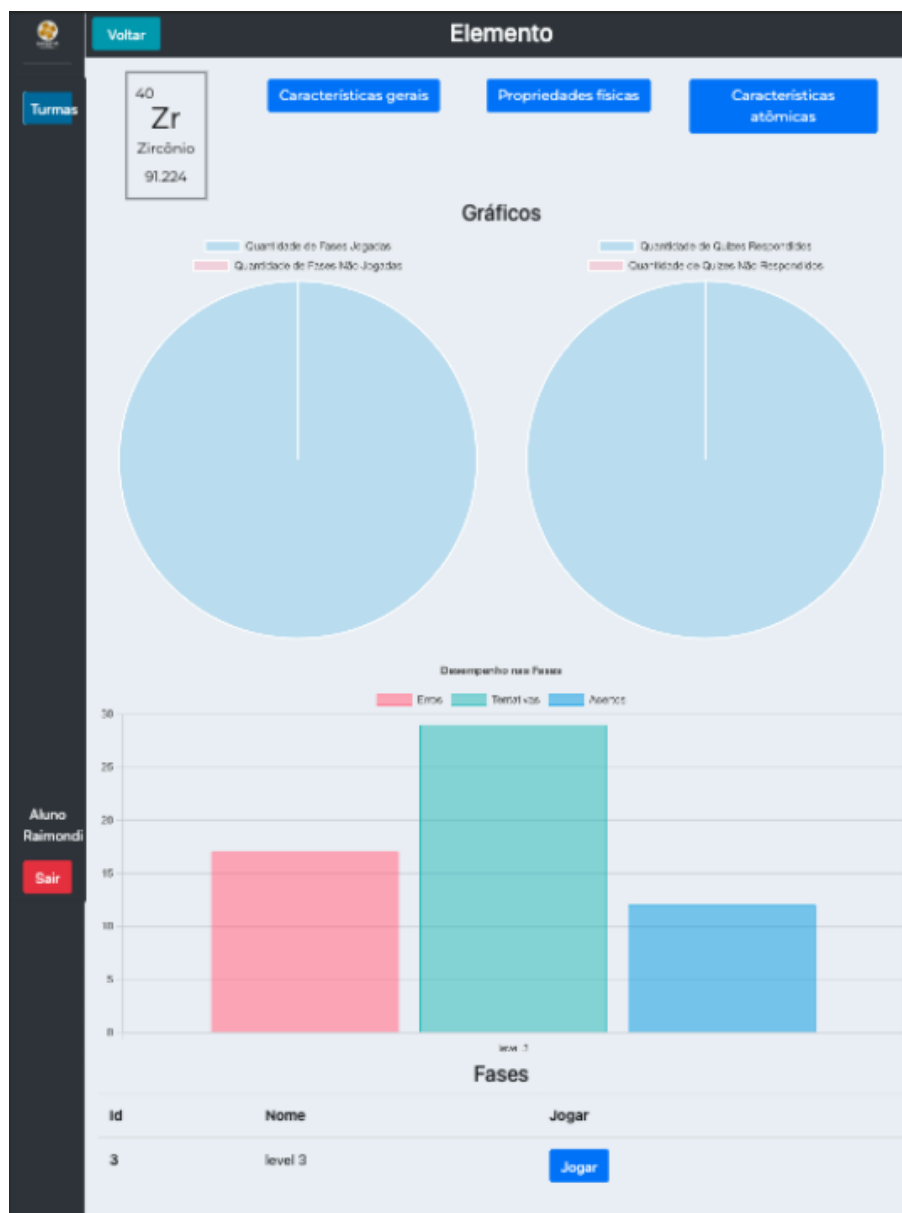 Voltar
Elemento
Turmas
40
Zr
Zircônio
91.224
Características gerais
Propriedades físicas
Características
atômicas
Gráficos
Quantidade de Fases Jogadas
Quantidade de Fases Não Jogadas
Quantidade de Quizes Respondidos
Quantidade de Quizes Não Respondidos
Desempenho nas Fases
Erros
Tentativas
Acertos
30
25
20
15
10
5
0
level 3
Aluno
Raimondi
Sair
Fases
Id
Nome
Jogar
3
level 3
Jogar